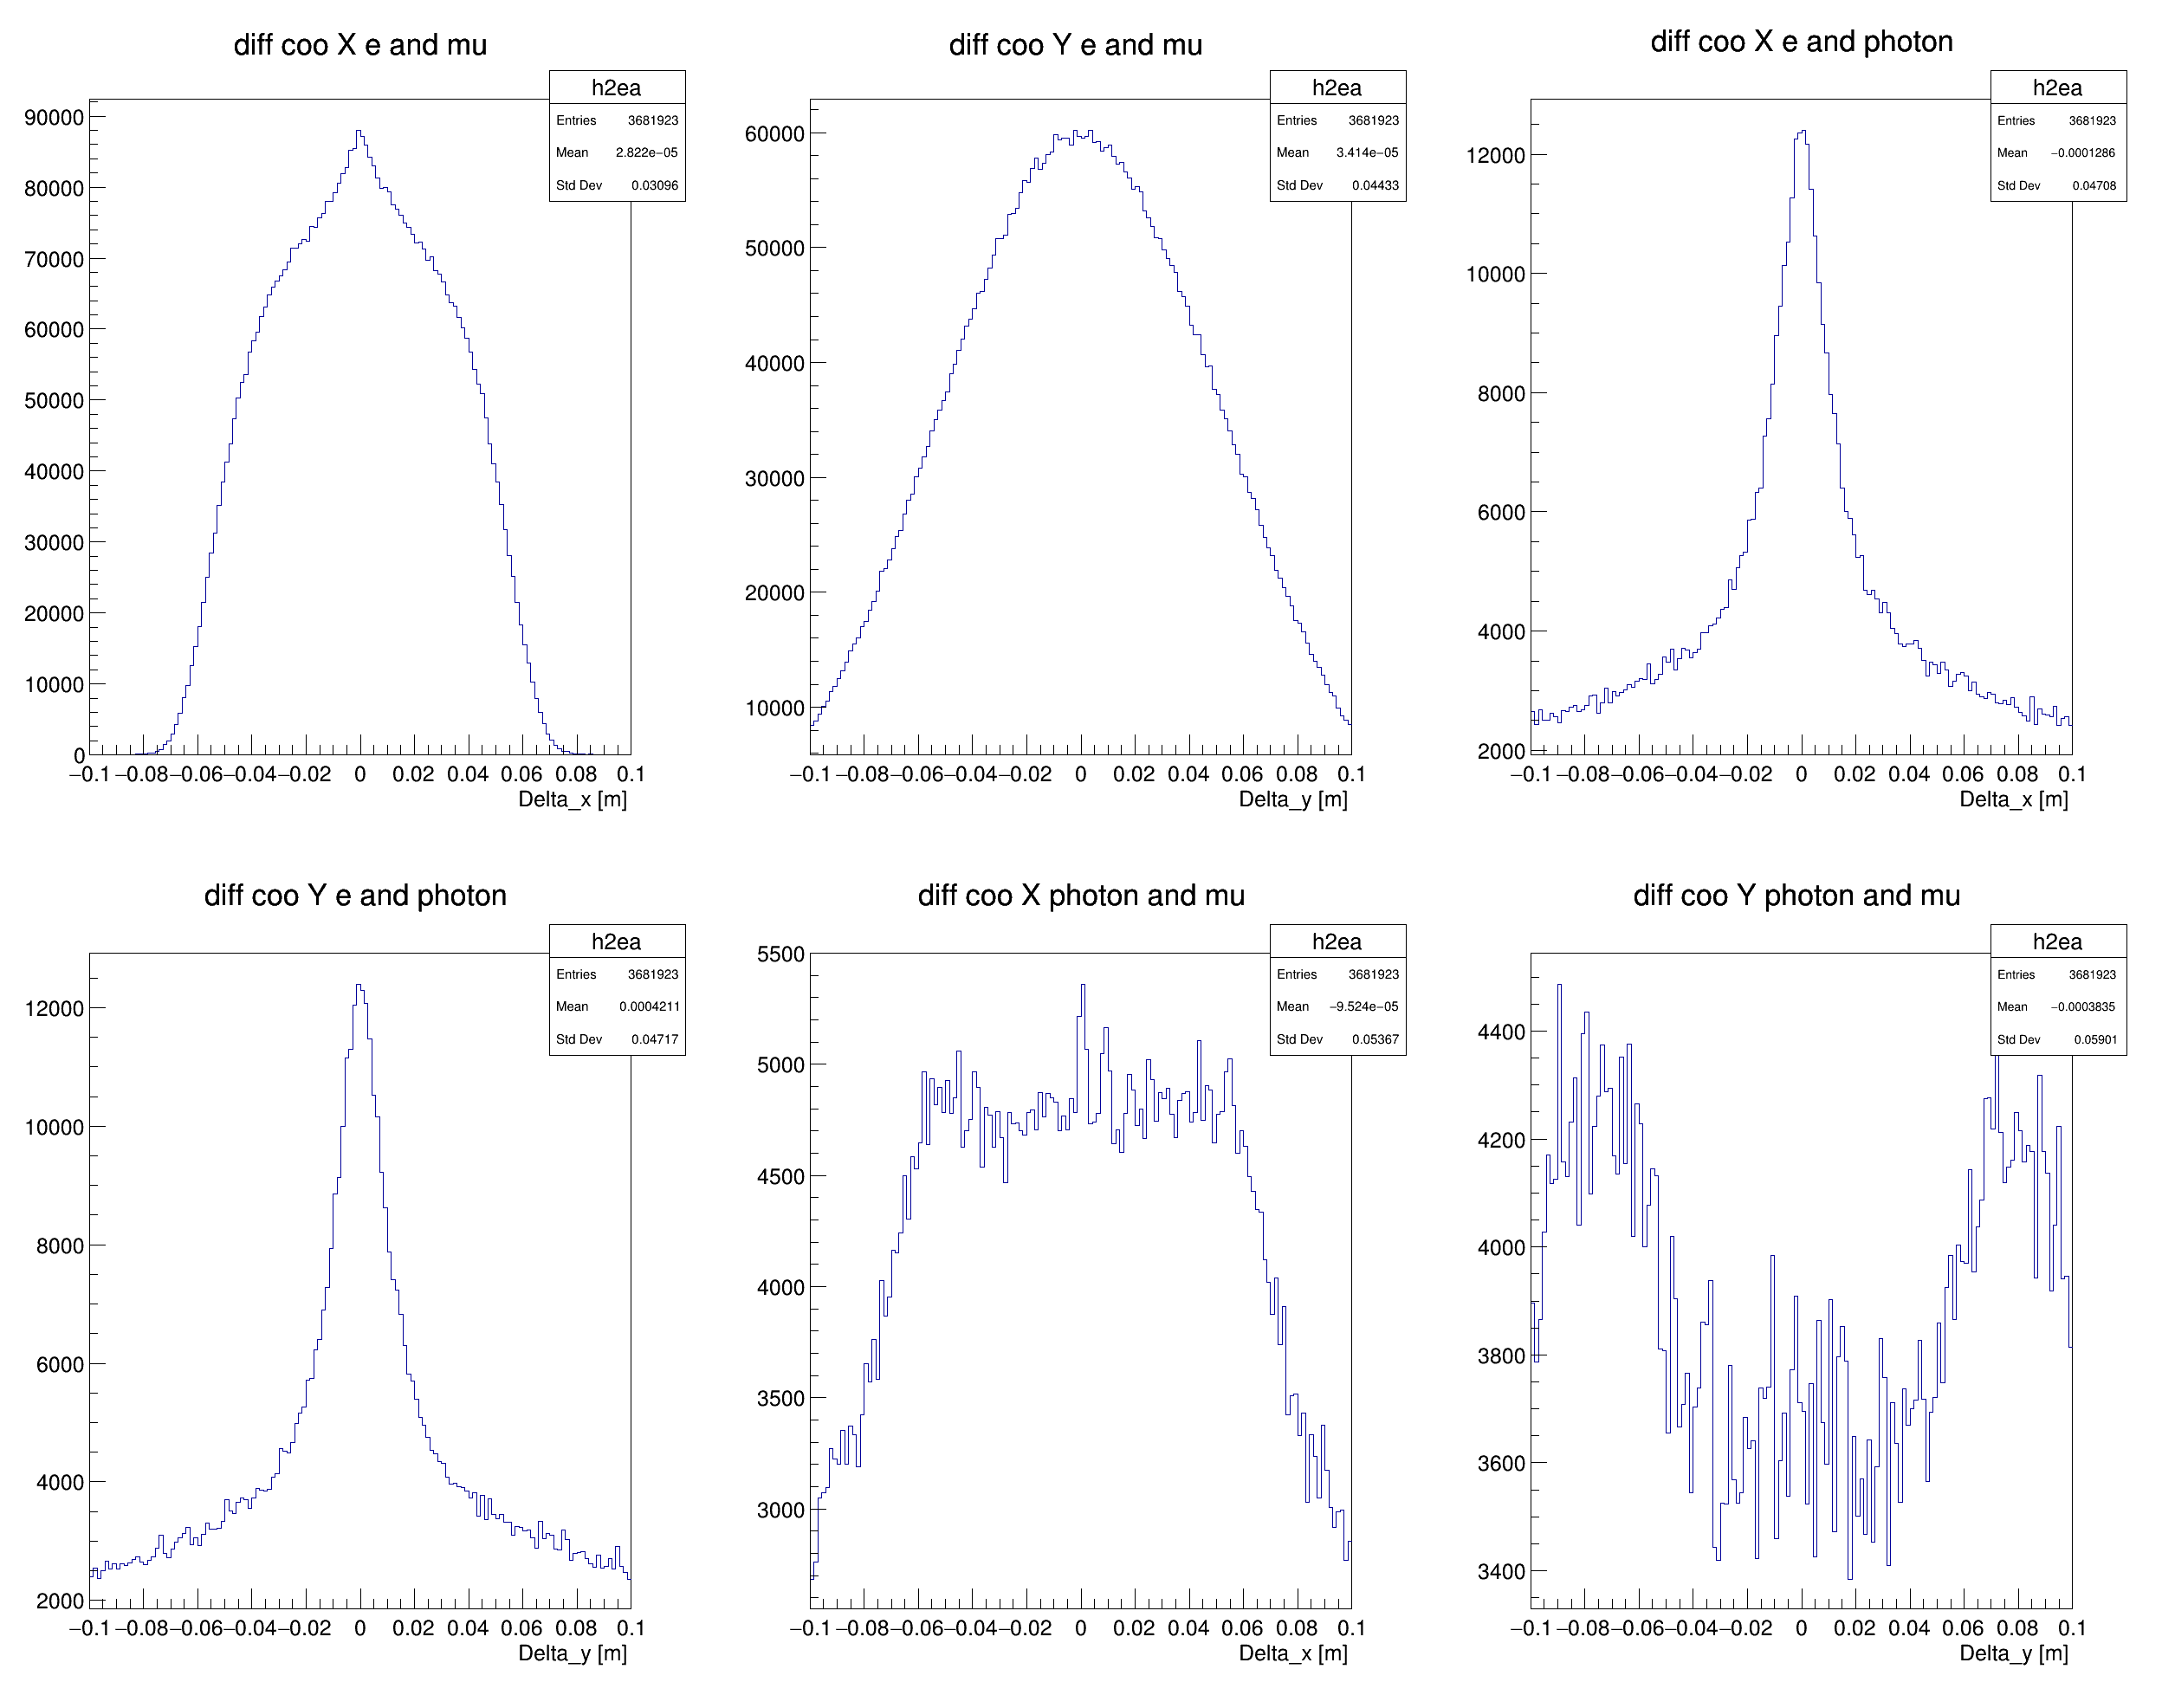 diff coo X e and mu
h2ea
Entries 3681923
Mean 2.822e−05
Std Dev 0.03096
90000
80000
70000
60000
50000
40000
30000
20000
10000
0
−0.1 −0.08 −0.06 −0.04 −0.02 0 0.02 0.04 0.06 0.08 0.1
Delta_x [m]
diff coo Y e and mu
h2ea
Entries 3681923
Mean 3.414e−05
Std Dev 0.04433
60000
50000
40000
30000
20000
10000
−0.1 −0.08 −0.06 −0.04 −0.02 0 0.02 0.04 0.06 0.08 0.1
Delta_y [m]
diff coo X e and photon
h2ea
Entries 3681923
Mean −0.0001286
Std Dev 0.04708
12000
10000
8000
6000
4000
2000
−0.1 −0.08 −0.06 −0.04 −0.02 0 0.02 0.04 0.06 0.08 0.1
Delta_x [m]
diff coo Y e and photon
h2ea
Entries 3681923
Mean 0.0004211
Std Dev 0.04717
12000
10000
8000
6000
4000
2000
−0.1 −0.08 −0.06 −0.04 −0.02 0 0.02 0.04 0.06 0.08 0.1
Delta_y [m]
diff coo X photon and mu
h2ea
Entries 3681923
Mean −9.524e−05
Std Dev 0.05367
5500
5000
4500
4000
3500
3000
−0.1 −0.08 −0.06 −0.04 −0.02 0 0.02 0.04 0.06 0.08 0.1
Delta_x [m]
diff coo Y photon and mu
h2ea
Entries 3681923
Mean −0.0003835
Std Dev 0.05901
4400
4200
4000
3800
3600
3400
−0.1 −0.08 −0.06 −0.04 −0.02 0 0.02 0.04 0.06 0.08 0.1
Delta_y [m]